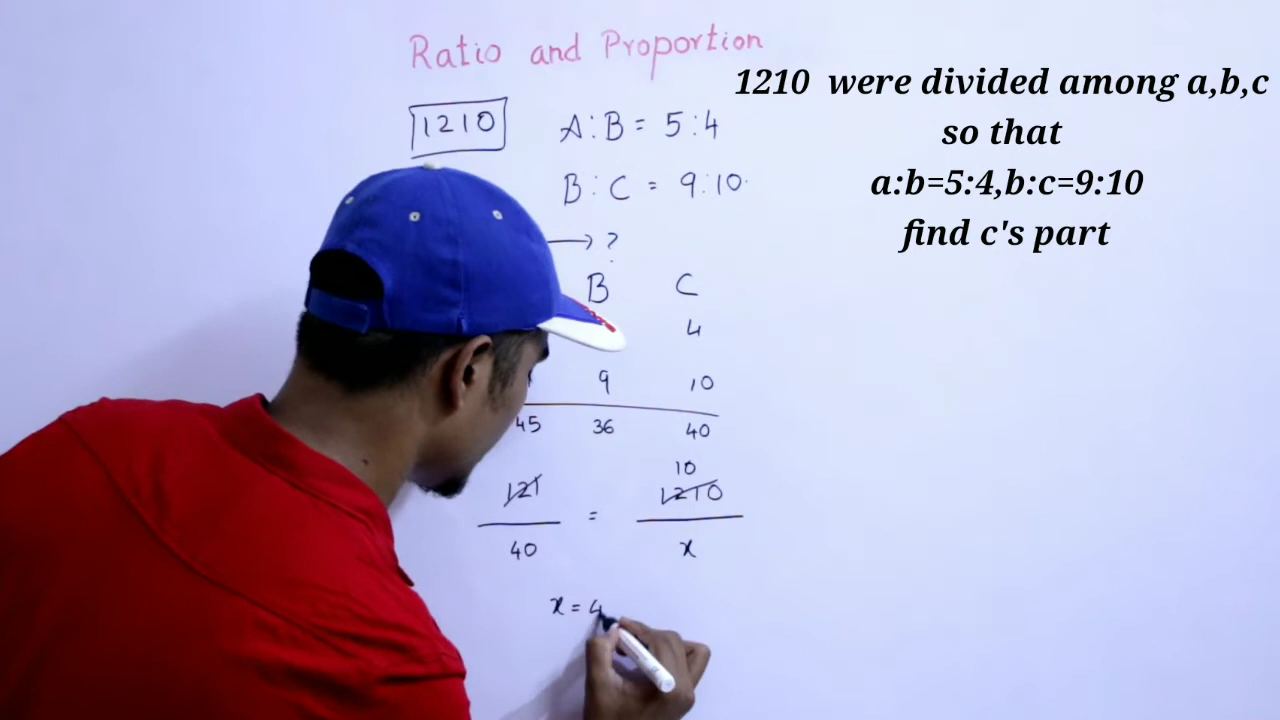 Ratio and Proportion
1210 were divided among a,b,c
so that
a:b=5:4,b:c=9:10
find c's part
1210 A:B = 5:4
B:C = 9:10
→ ?
B C
4
9 10
45 36 40
10
121 = 1210
40 x
x = 4